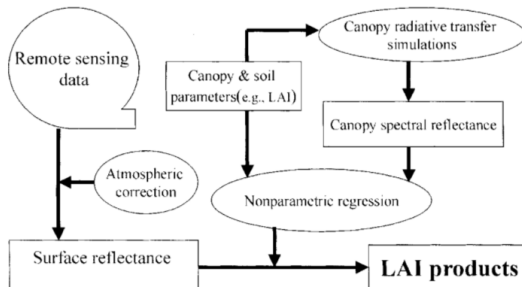 Remote sensing
data
Canopy radiative transfer
simulations
Canopy & soil
parameters(e.g., LAI)
Canopy spectral reflectance
Atmospheric
correction
Nonparametric regression
Surface reflectance
LAI products